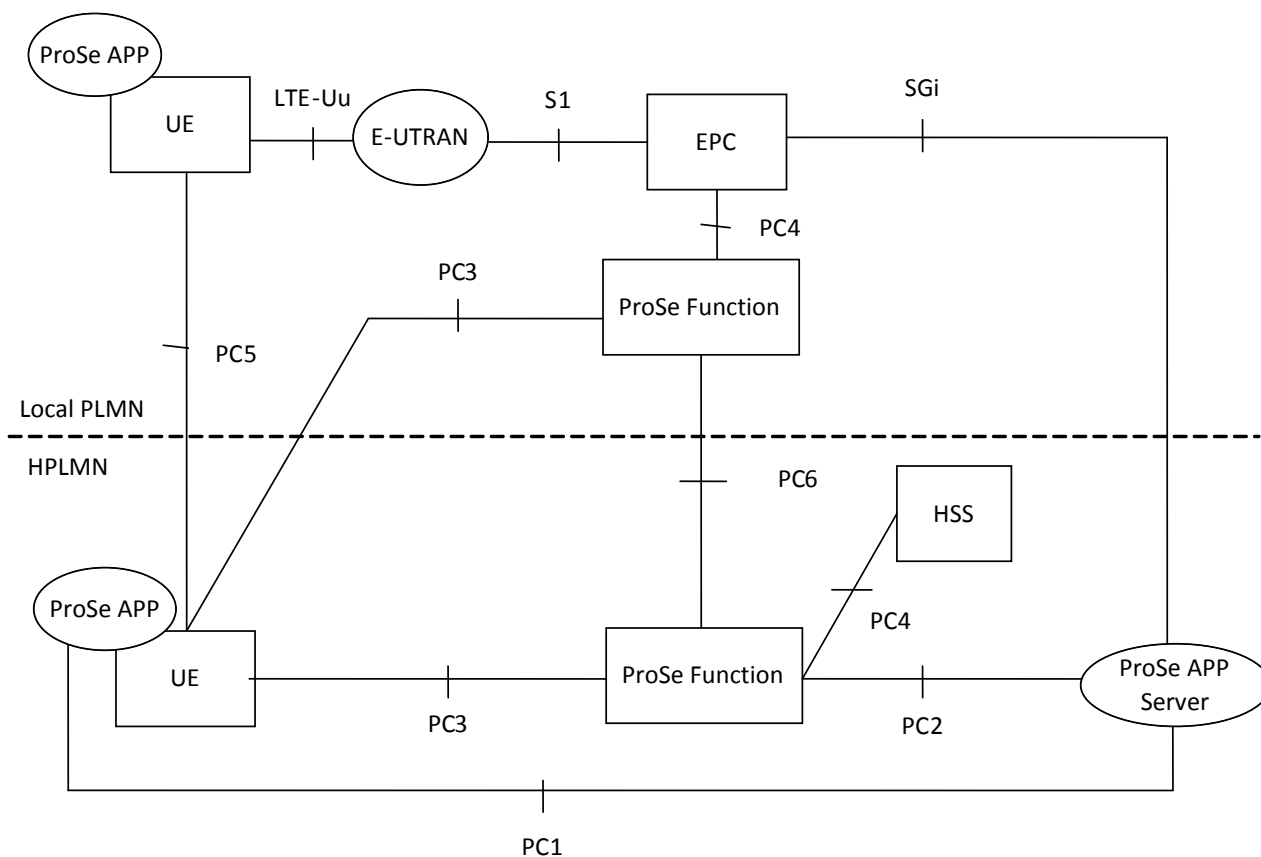 ProSe APP
UE
LTE-Uu
E-UTRAN
S1
EPC
SGi
PC4
PC3
ProSe Function
PC5
Local PLMN
HPLMN
PC6
HSS
ProSe APP
UE
PC3
ProSe Function
PC4
PC2
ProSe APP
Server
PC1